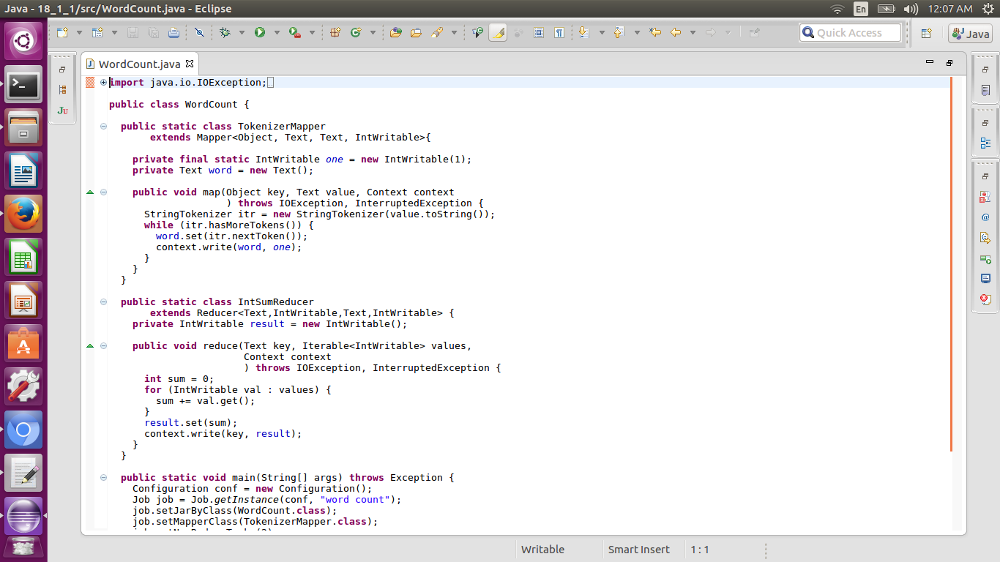 Java - 18_1_1/src/WordCount.java - Eclipse
En
12:07 AM
Quick Access
Java
WordCount.java
import java.io.IOException;
public class WordCount {
public static class TokenizerMapper
extends Mapper<Object, Text, Text, IntWritable>{
private final static IntWritable one = new IntWritable(1);
private Text word = new Text();
public void map(Object key, Text value, Context context
) throws IOException, InterruptedException {
StringTokenizer itr = new StringTokenizer(value.toString());
while (itr.hasMoreTokens()) {
word.set(itr.nextToken());
context.write(word, one);
}
}
}
public static class IntSumReducer
extends Reducer<Text,IntWritable,Text,IntWritable> {
private IntWritable result = new IntWritable();
public void reduce(Text key, Iterable<IntWritable> values,
Context context
) throws IOException, InterruptedException {
int sum = 0;
for (IntWritable val : values) {
sum += val.get();
}
result.set(sum);
context.write(key, result);
}
}
public static void main(String[] args) throws Exception {
Configuration conf = new Configuration();
Job job = Job.getInstance(conf, "word count");
job.setJarByClass(WordCount.class);
job.setMapperClass(TokenizerMapper.class);
Writable
Smart Insert
1 : 1